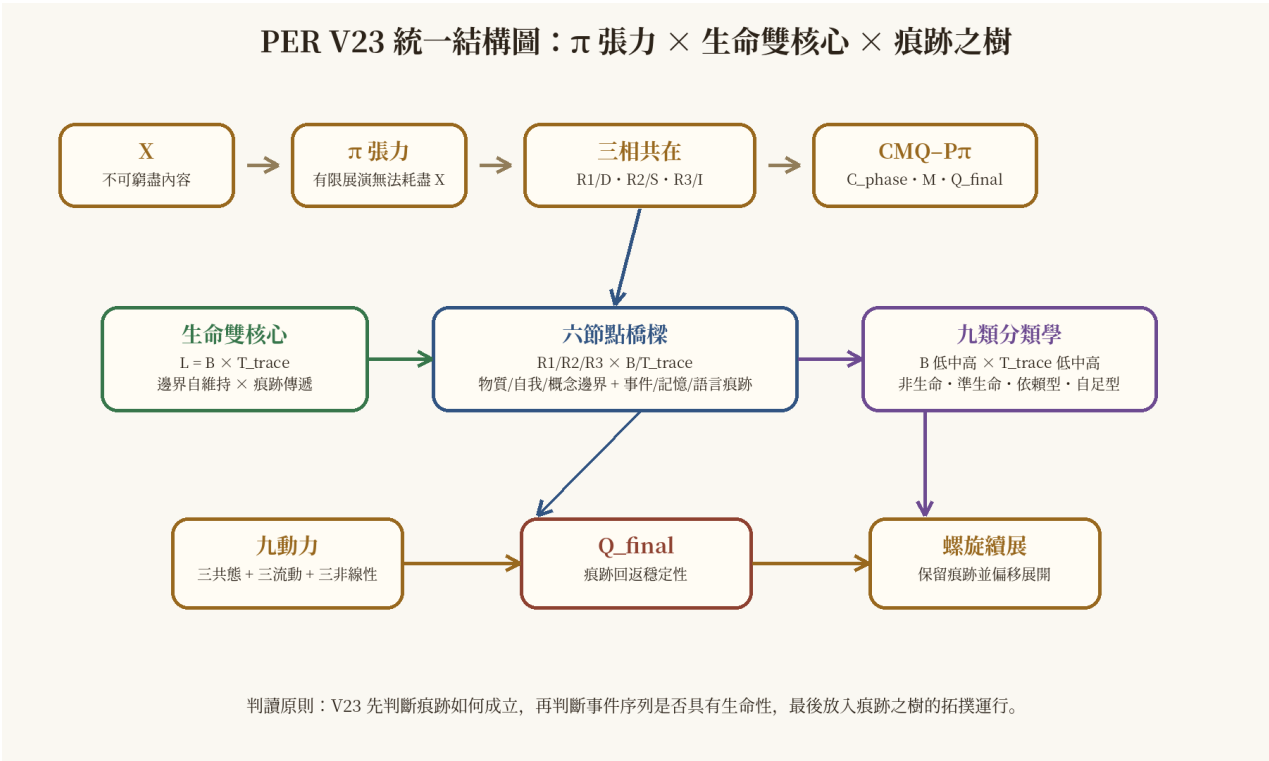 PER V23 統一結構圖：π 張力 × 生命雙核心 × 痕跡之樹
X
不可窮盡內容
π 張力
有限展演無法耗盡 X
三相共在
R1/D・R2/S・R3/I
CMQ–Pπ
C_phase・M・Q_final
生命雙核心
L = B × T_trace
邊界自維持 × 痕跡傳遞
六節點橋樑
R1/R2/R3 × B/T_trace
物質/自我/概念邊界 + 事件/記憶/語言痕跡
九類分類學
B 低中高 × T_trace 低中高
非生命・準生命・依賴型・自足型
九動力
三共態 + 三流動 + 三非線性
Q_final
痕跡回返穩定性
螺旋續展
保留痕跡並偏移展開
判讀原則：V23 先判斷痕跡如何成立，再判斷事件序列是否具有生命性，最後放入痕跡之樹的拓撲運行。